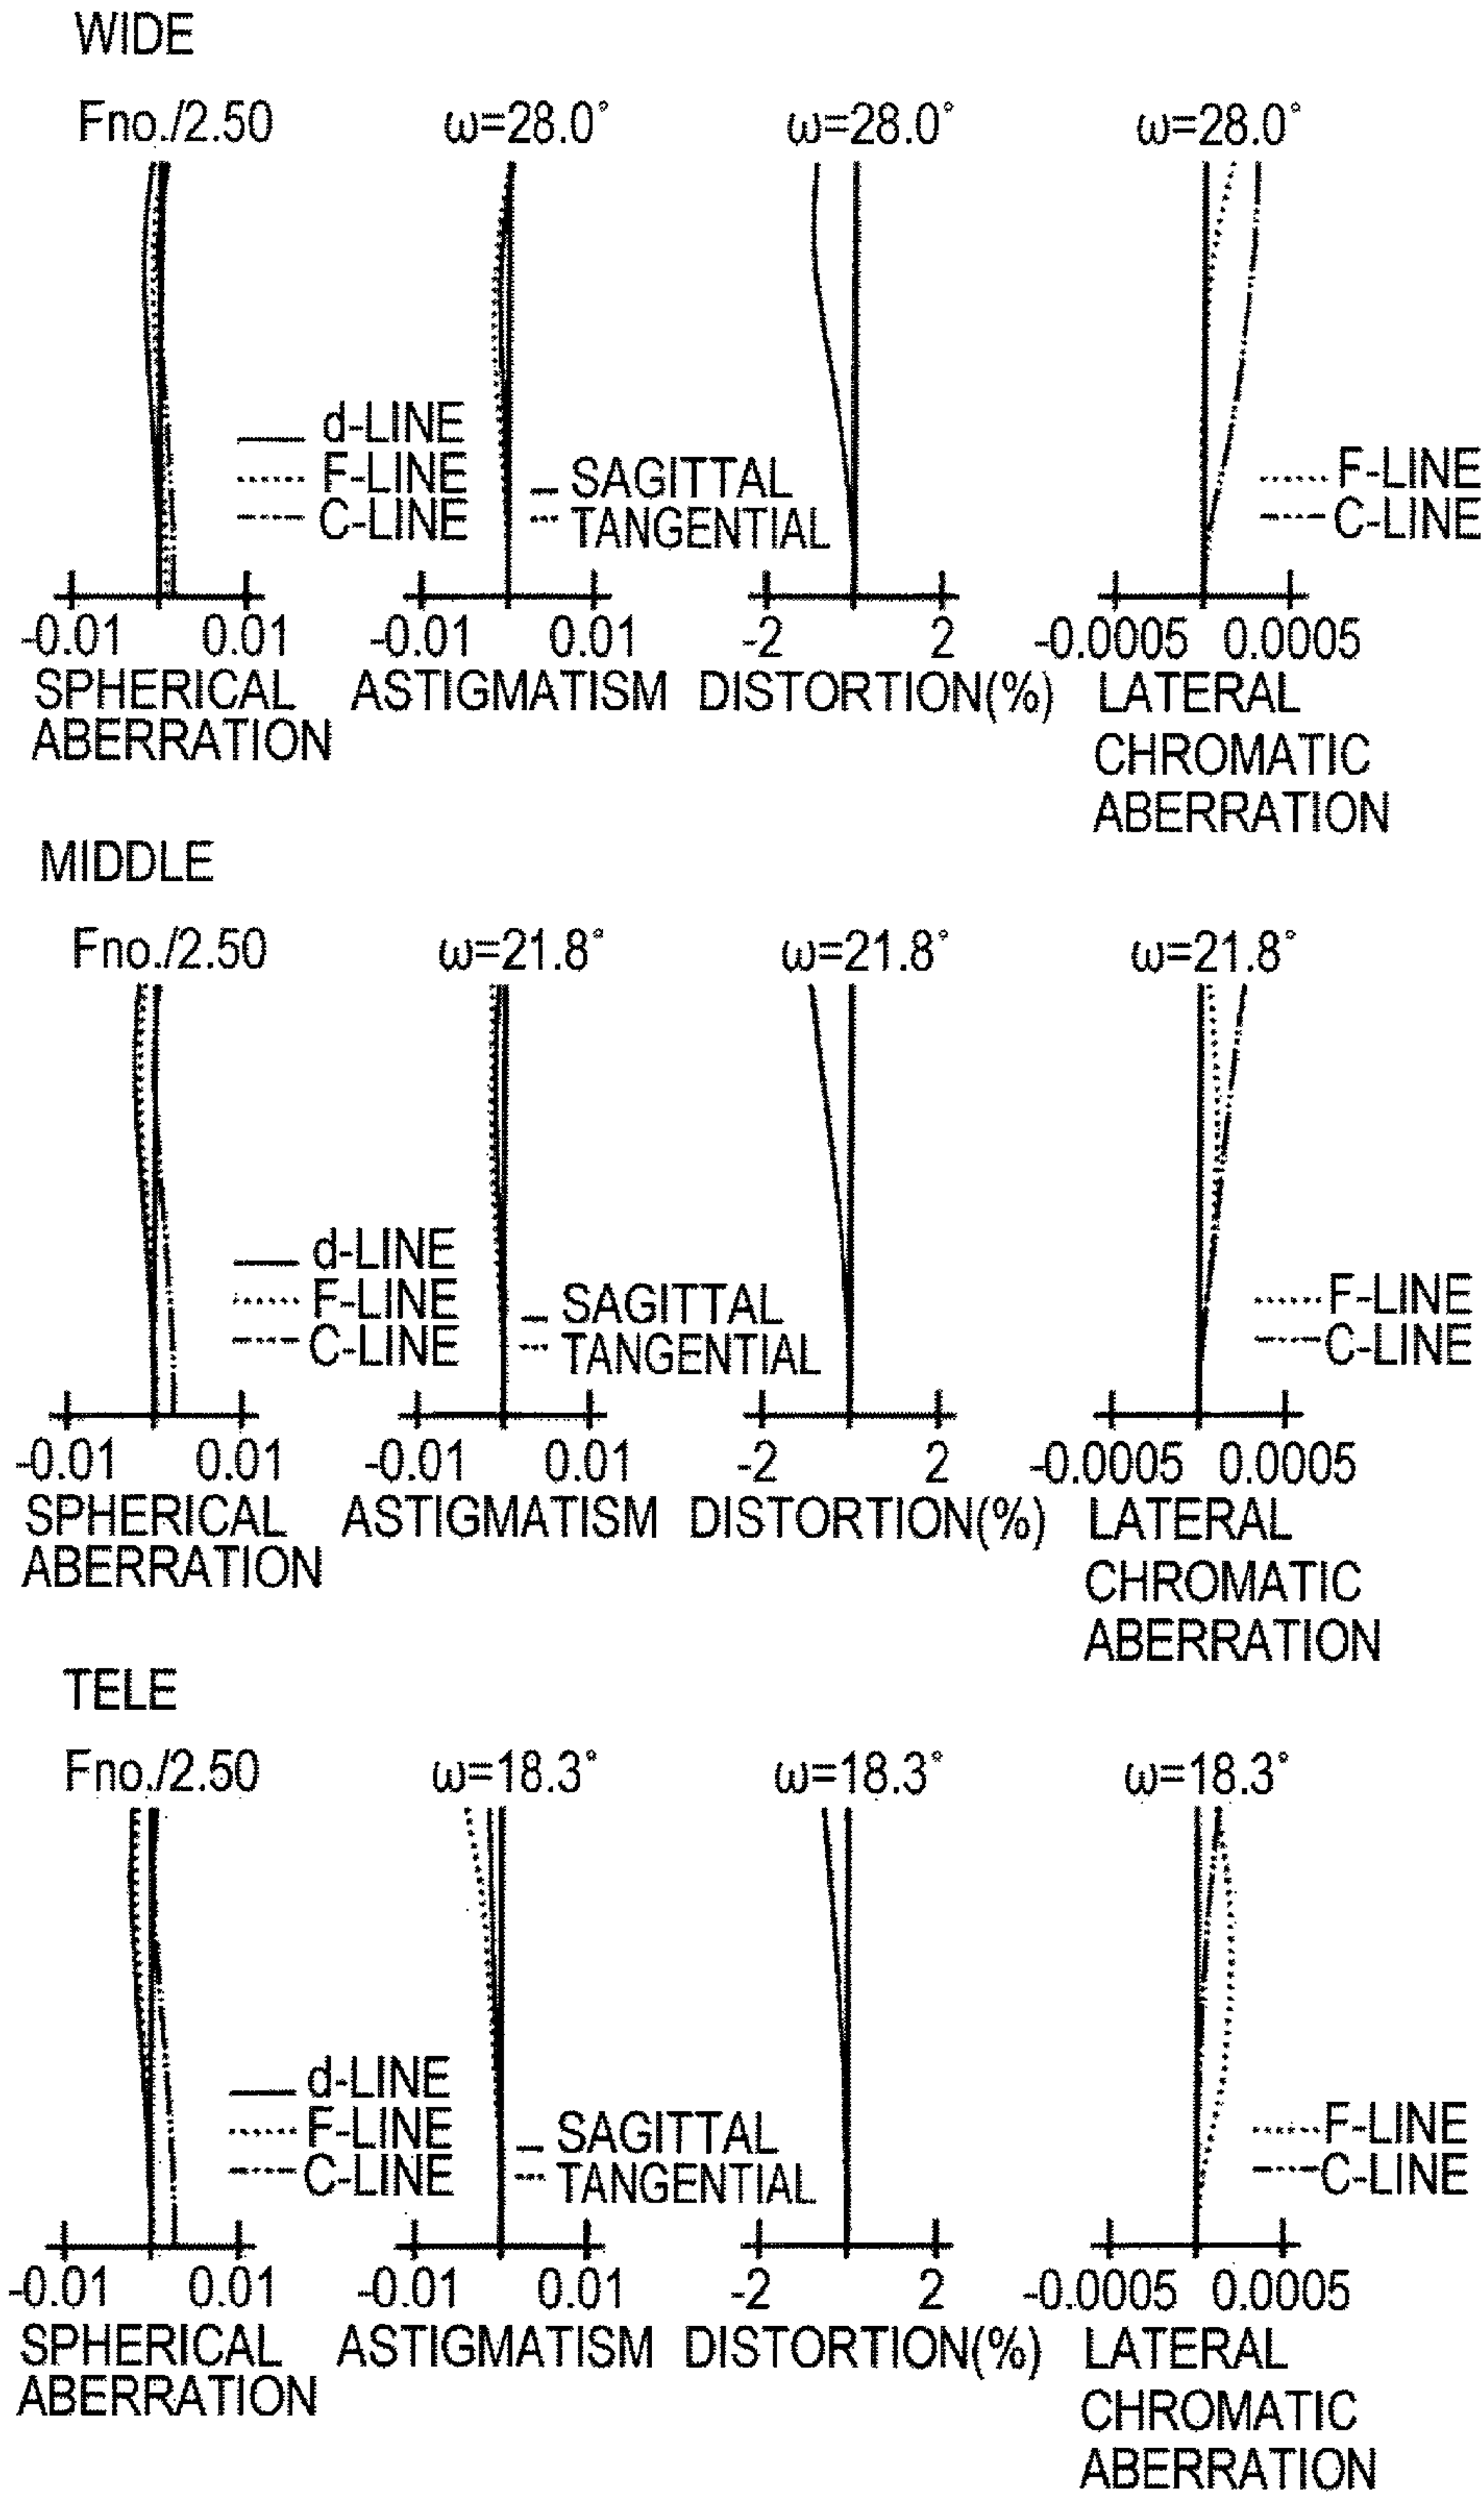 WIDE
Fno./2.50 ω=28.0° ω=28.0° ω=28.0°
d-LINE
F-LINE
C-LINE
SAGITTAL
TANGENTIAL
F-LINE
C-LINE
-0.01 0.01 -0.01 0.01 -2 2 -0.0005 0.0005
SPHERICAL ABERRATION
ASTIGMATISM
DISTORTION(%)
LATERAL
CHROMATIC
ABERRATION
MIDDLE
Fno./2.50 ω=21.8° ω=21.8° ω=21.8°
d-LINE
F-LINE
C-LINE
SAGITTAL
TANGENTIAL
F-LINE
C-LINE
-0.01 0.01 -0.01 0.01 -2 2 -0.0005 0.0005
SPHERICAL
ABERRATION
ASTIGMATISM
DISTORTION(%)
LATERAL
CHROMATIC
ABERRATION
TELE
Fno./2.50 ω=18.3° ω=18.3° ω=18.3°
d-LINE
F-LINE
C-LINE
SAGITTAL
TANGENTIAL
F-LINE
C-LINE
-0.01 0.01 -0.01 0.01 -2 2 -0.0005 0.0005
SPHERICAL
ABERRATION
ASTIGMATISM
DISTORTION(%)
LATERAL
CHROMATIC
ABERRATION